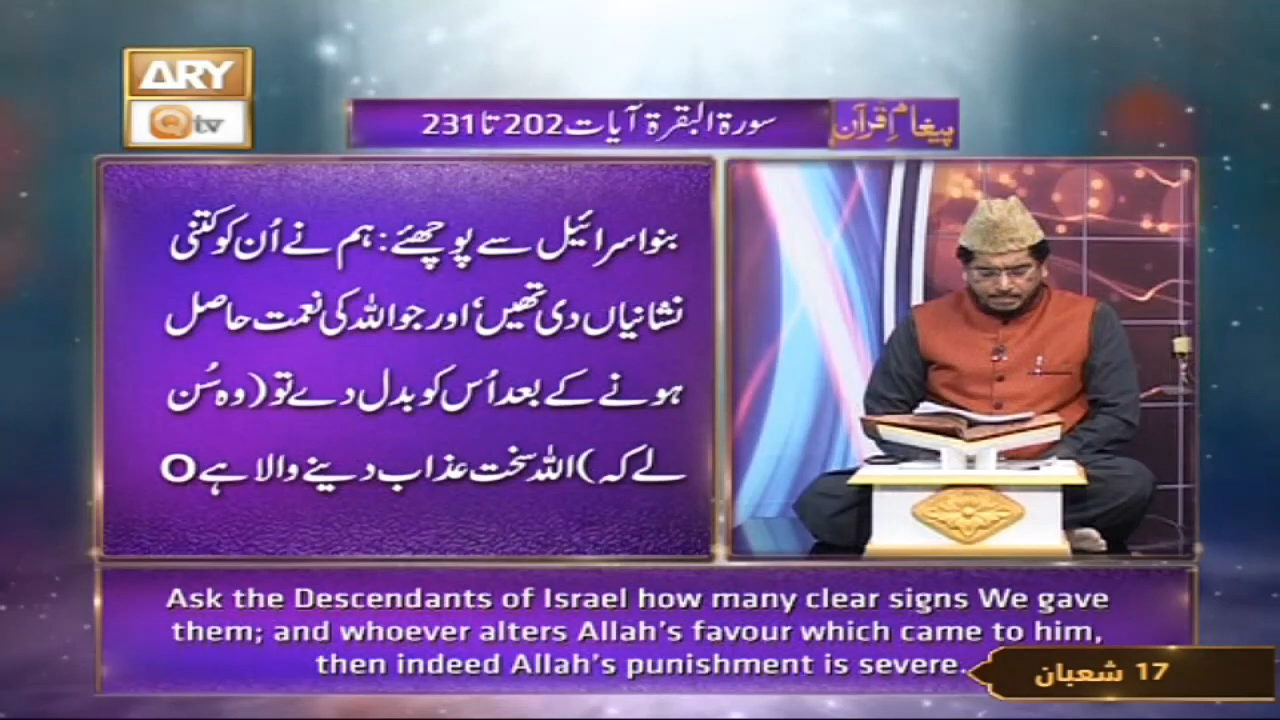 ARY
Qtv
پیغامِ قرآن
سورۃ البقرۃ آیات 202 تا 231
بنو اسرائیل سے پوچھئے: ہم نے اُن کو کتنی
نشانیاں دی تھیں، اور جو اللہ کی نعمت حاصل
ہونے کے بعد اُس کو بدل دے تو (وہ سُن
لے کہ) اللہ سخت عذاب دینے والا ہے O
Ask the Descendants of Israel how many clear signs We gave
them; and whoever alters Allah's favour which came to him,
then indeed Allah's punishment is severe.
17 شعبان